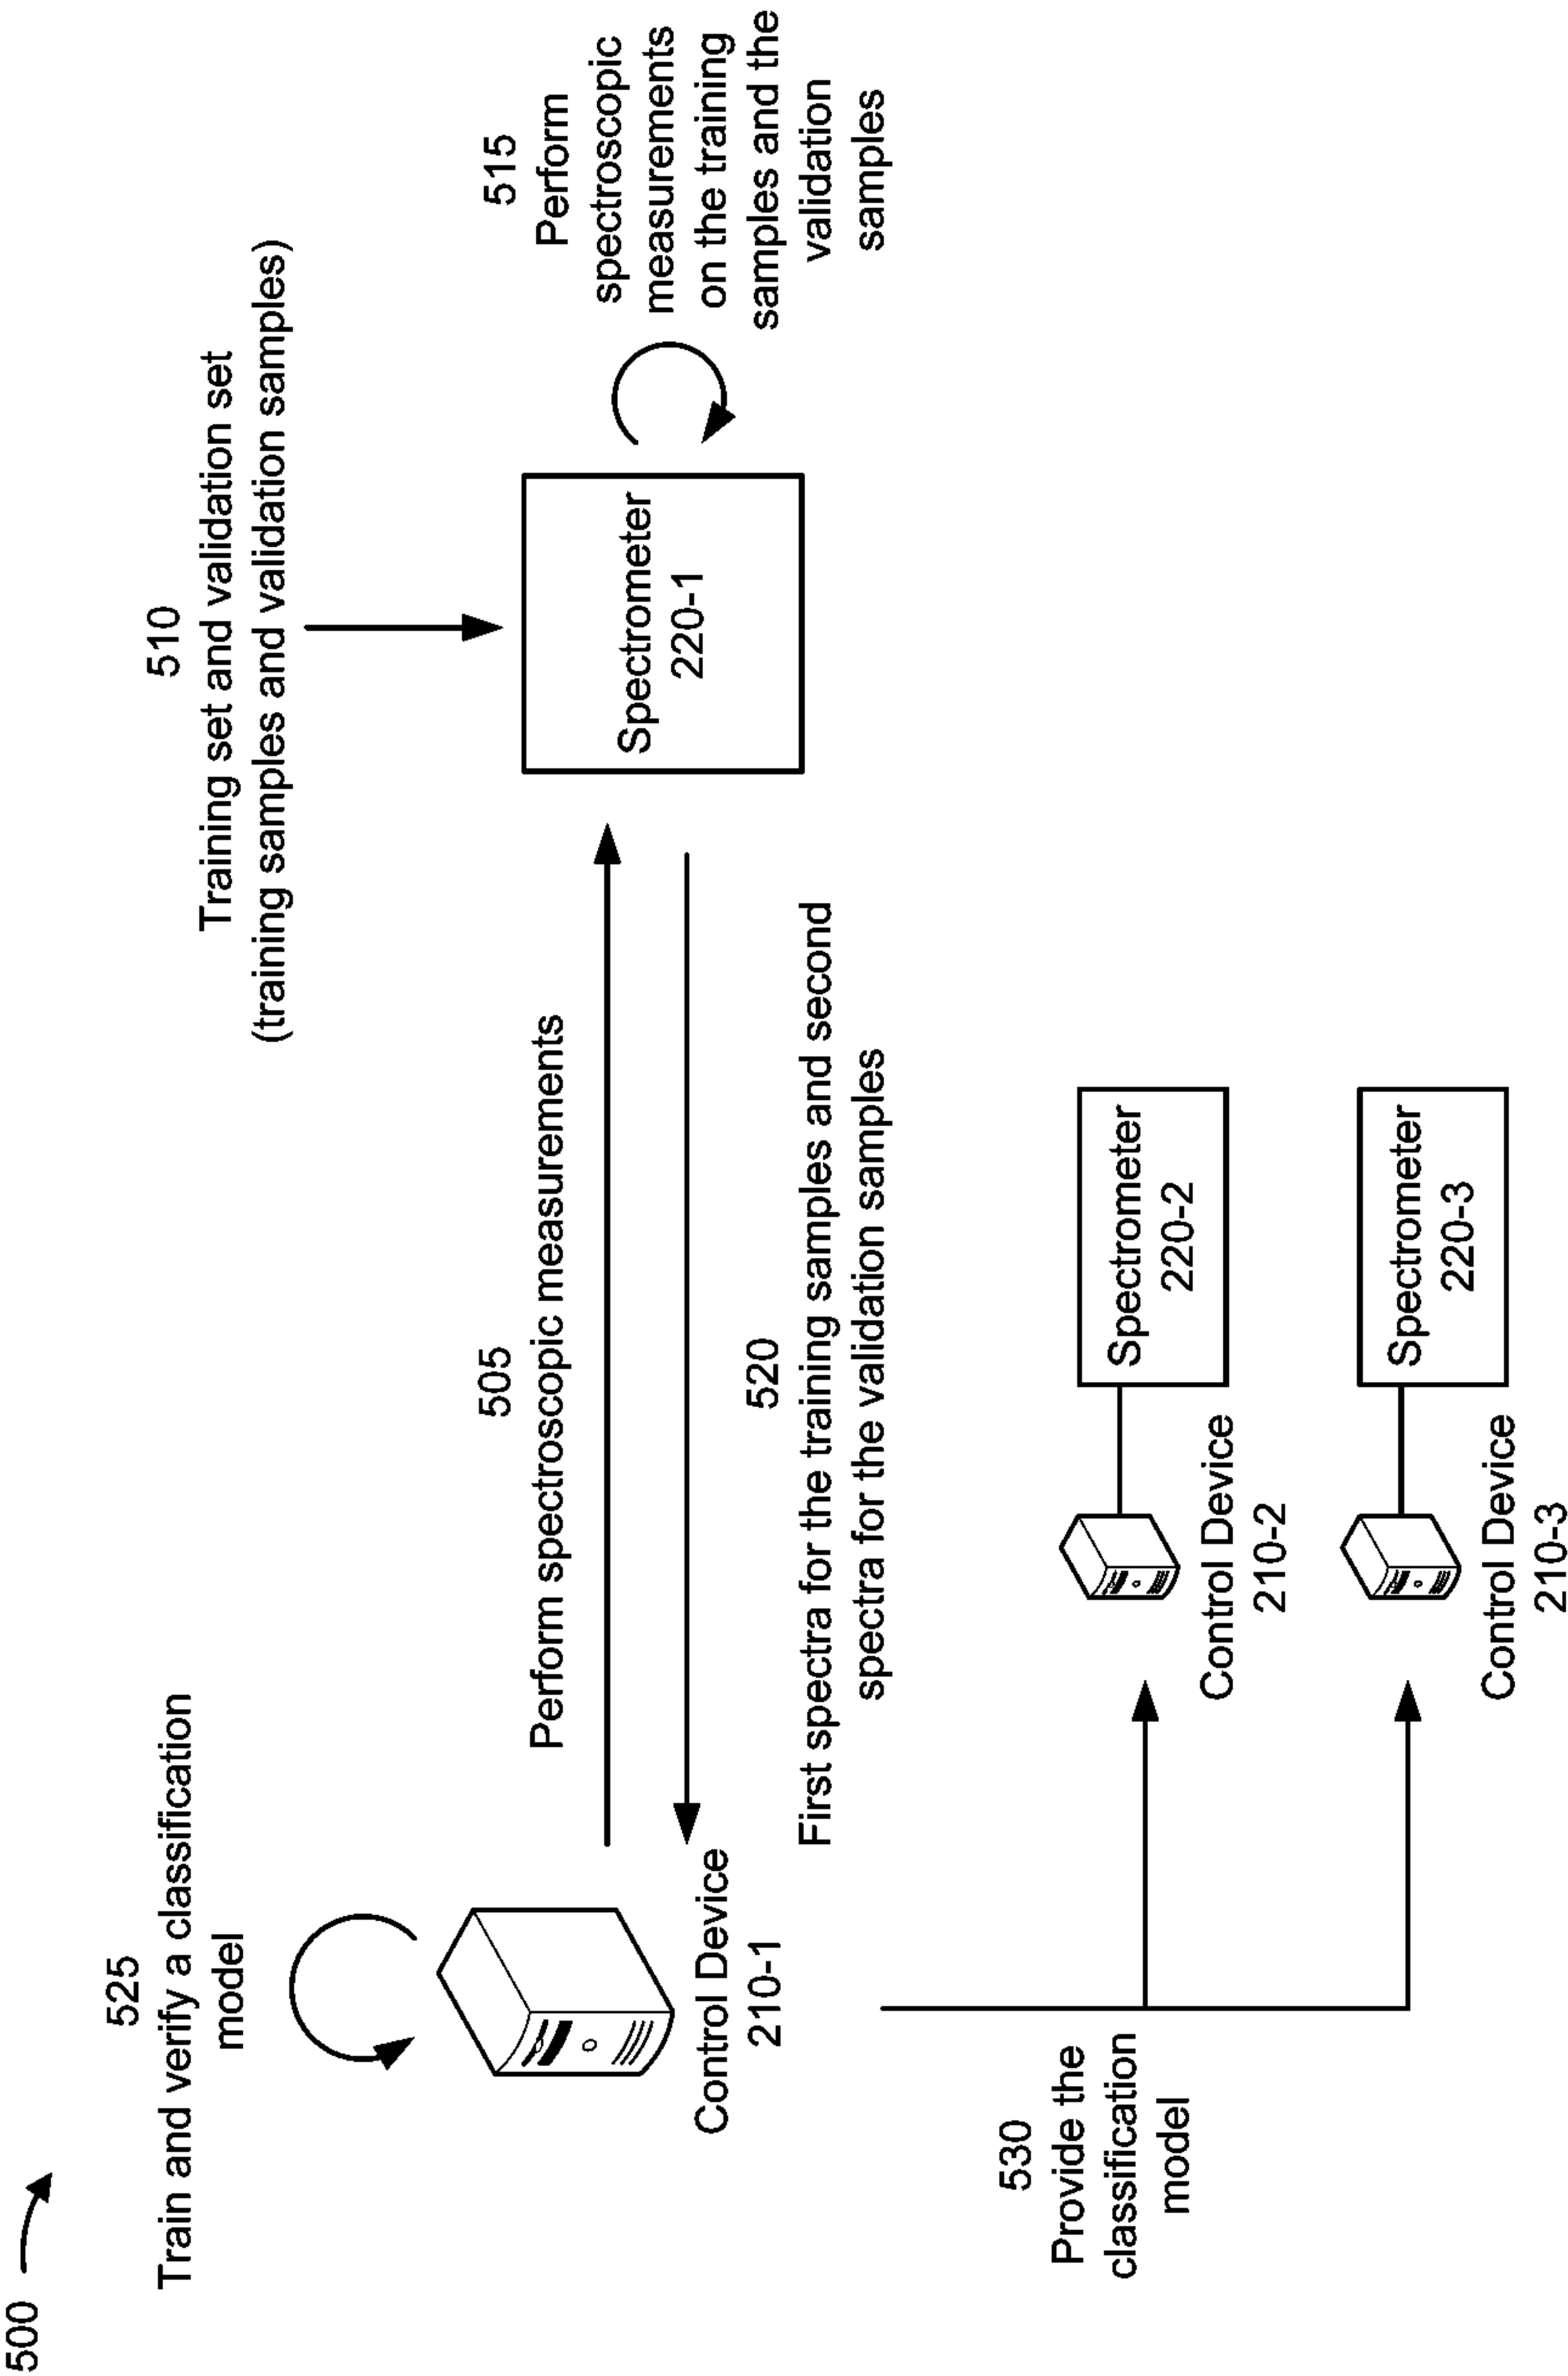 500
525
Train and verify a classification
model
Control Device
210-1
505
Perform spectroscopic measurements
520
First spectra for the training samples and second
spectra for the validation samples
510
Training set and validation set
(training samples and validation samples)
Spectrometer
220-1
515
Perform
spectroscopic
measurements
on the training
samples and the
validation
samples
530
Provide the
classification
model
Control Device
210-2
Spectrometer
220-2
Control Device
210-3
Spectrometer
220-3